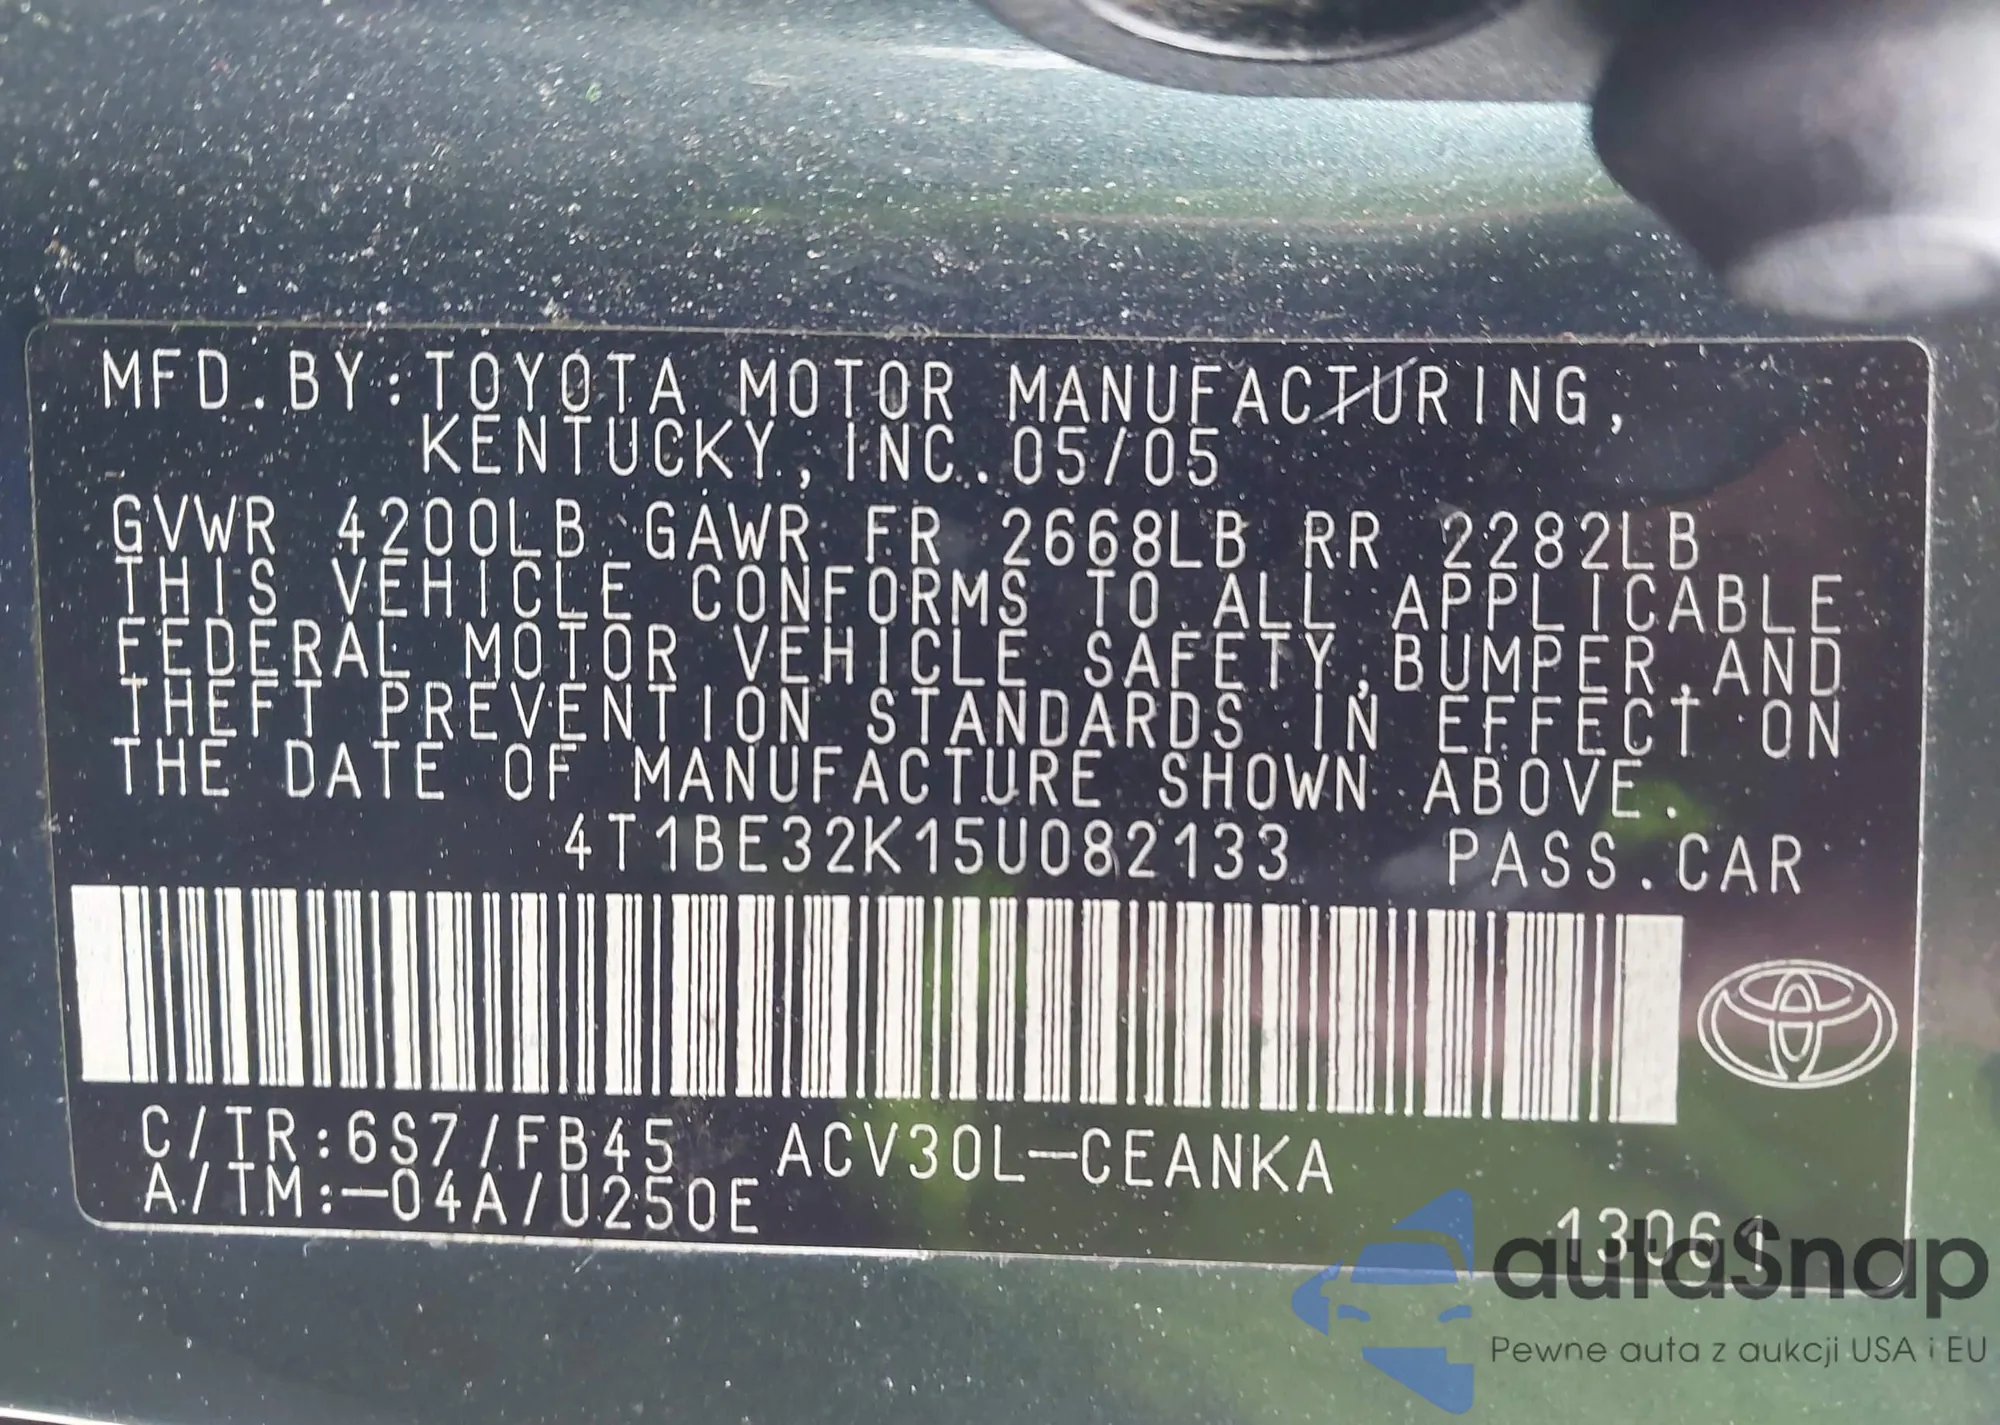 MFD.BY:TOYOTA MOTOR MANUFACTURING,
KENTUCKY,INC.05/05
GVWR 4200LB GAWR FR 2668LB RR 2282LB
THIS VEHICLE CONFORMS TO ALL APPLICABLE
FEDERAL MOTOR VEHICLE SAFETY,BUMPER,AND
THEFT PREVENTION STANDARDS IN EFFECT ON
THE DATE OF MANUFACTURE SHOWN ABOVE.
4T1BE32K15U082133 PASS.CAR
C/TR:6S7/FB45 ACV30L-CEANKA
A/TM:-04A/U250E
13061
autaSnap
Pewne auta z aukcji USA i EU